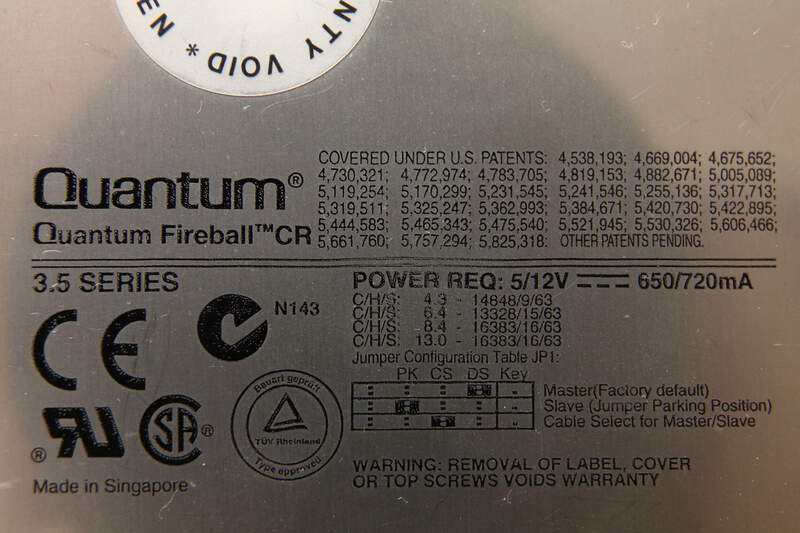 NTY VOID * NE
Quantum®
Quantum Fireball™CR
COVERED UNDER U.S. PATENTS: 4,538,193; 4,669,004; 4,675,652;
4,730,321; 4,772,974; 4,783,705; 4,819,153; 4,882,671; 5,005,089;
5,119,254; 5,170,299; 5,231,545; 5,241,546; 5,255,136; 5,317,713;
5,319,511; 5,325,247; 5,362,993; 5,384,671; 5,420,730; 5,422,895;
5,444,583; 5,465,343; 5,475,540; 5,521,945; 5,530,326; 5,606,466;
5,661,760; 5,757,294; 5,825,318; OTHER PATENTS PENDING.
3.5 SERIES
POWER REQ: 5/12V 650/720mA
C/H/S: 4.3 - 14848/9/63
C/H/S: 6.4 - 13328/15/63
C/H/S: 8.4 - 16383/16/63
C/H/S: 13.0 - 16383/16/63
Jumper Configuration Table JP1:
PK CS DS Key
Master(Factory default)
Slave (Jumper Parking Position)
Cable Select for Master/Slave
CE
N143
Bauart geprüft
TÜV Rheinland
Type approved
UR®
SA®
Made in Singapore
WARNING: REMOVAL OF LABEL, COVER
OR TOP SCREWS VOIDS WARRANTY